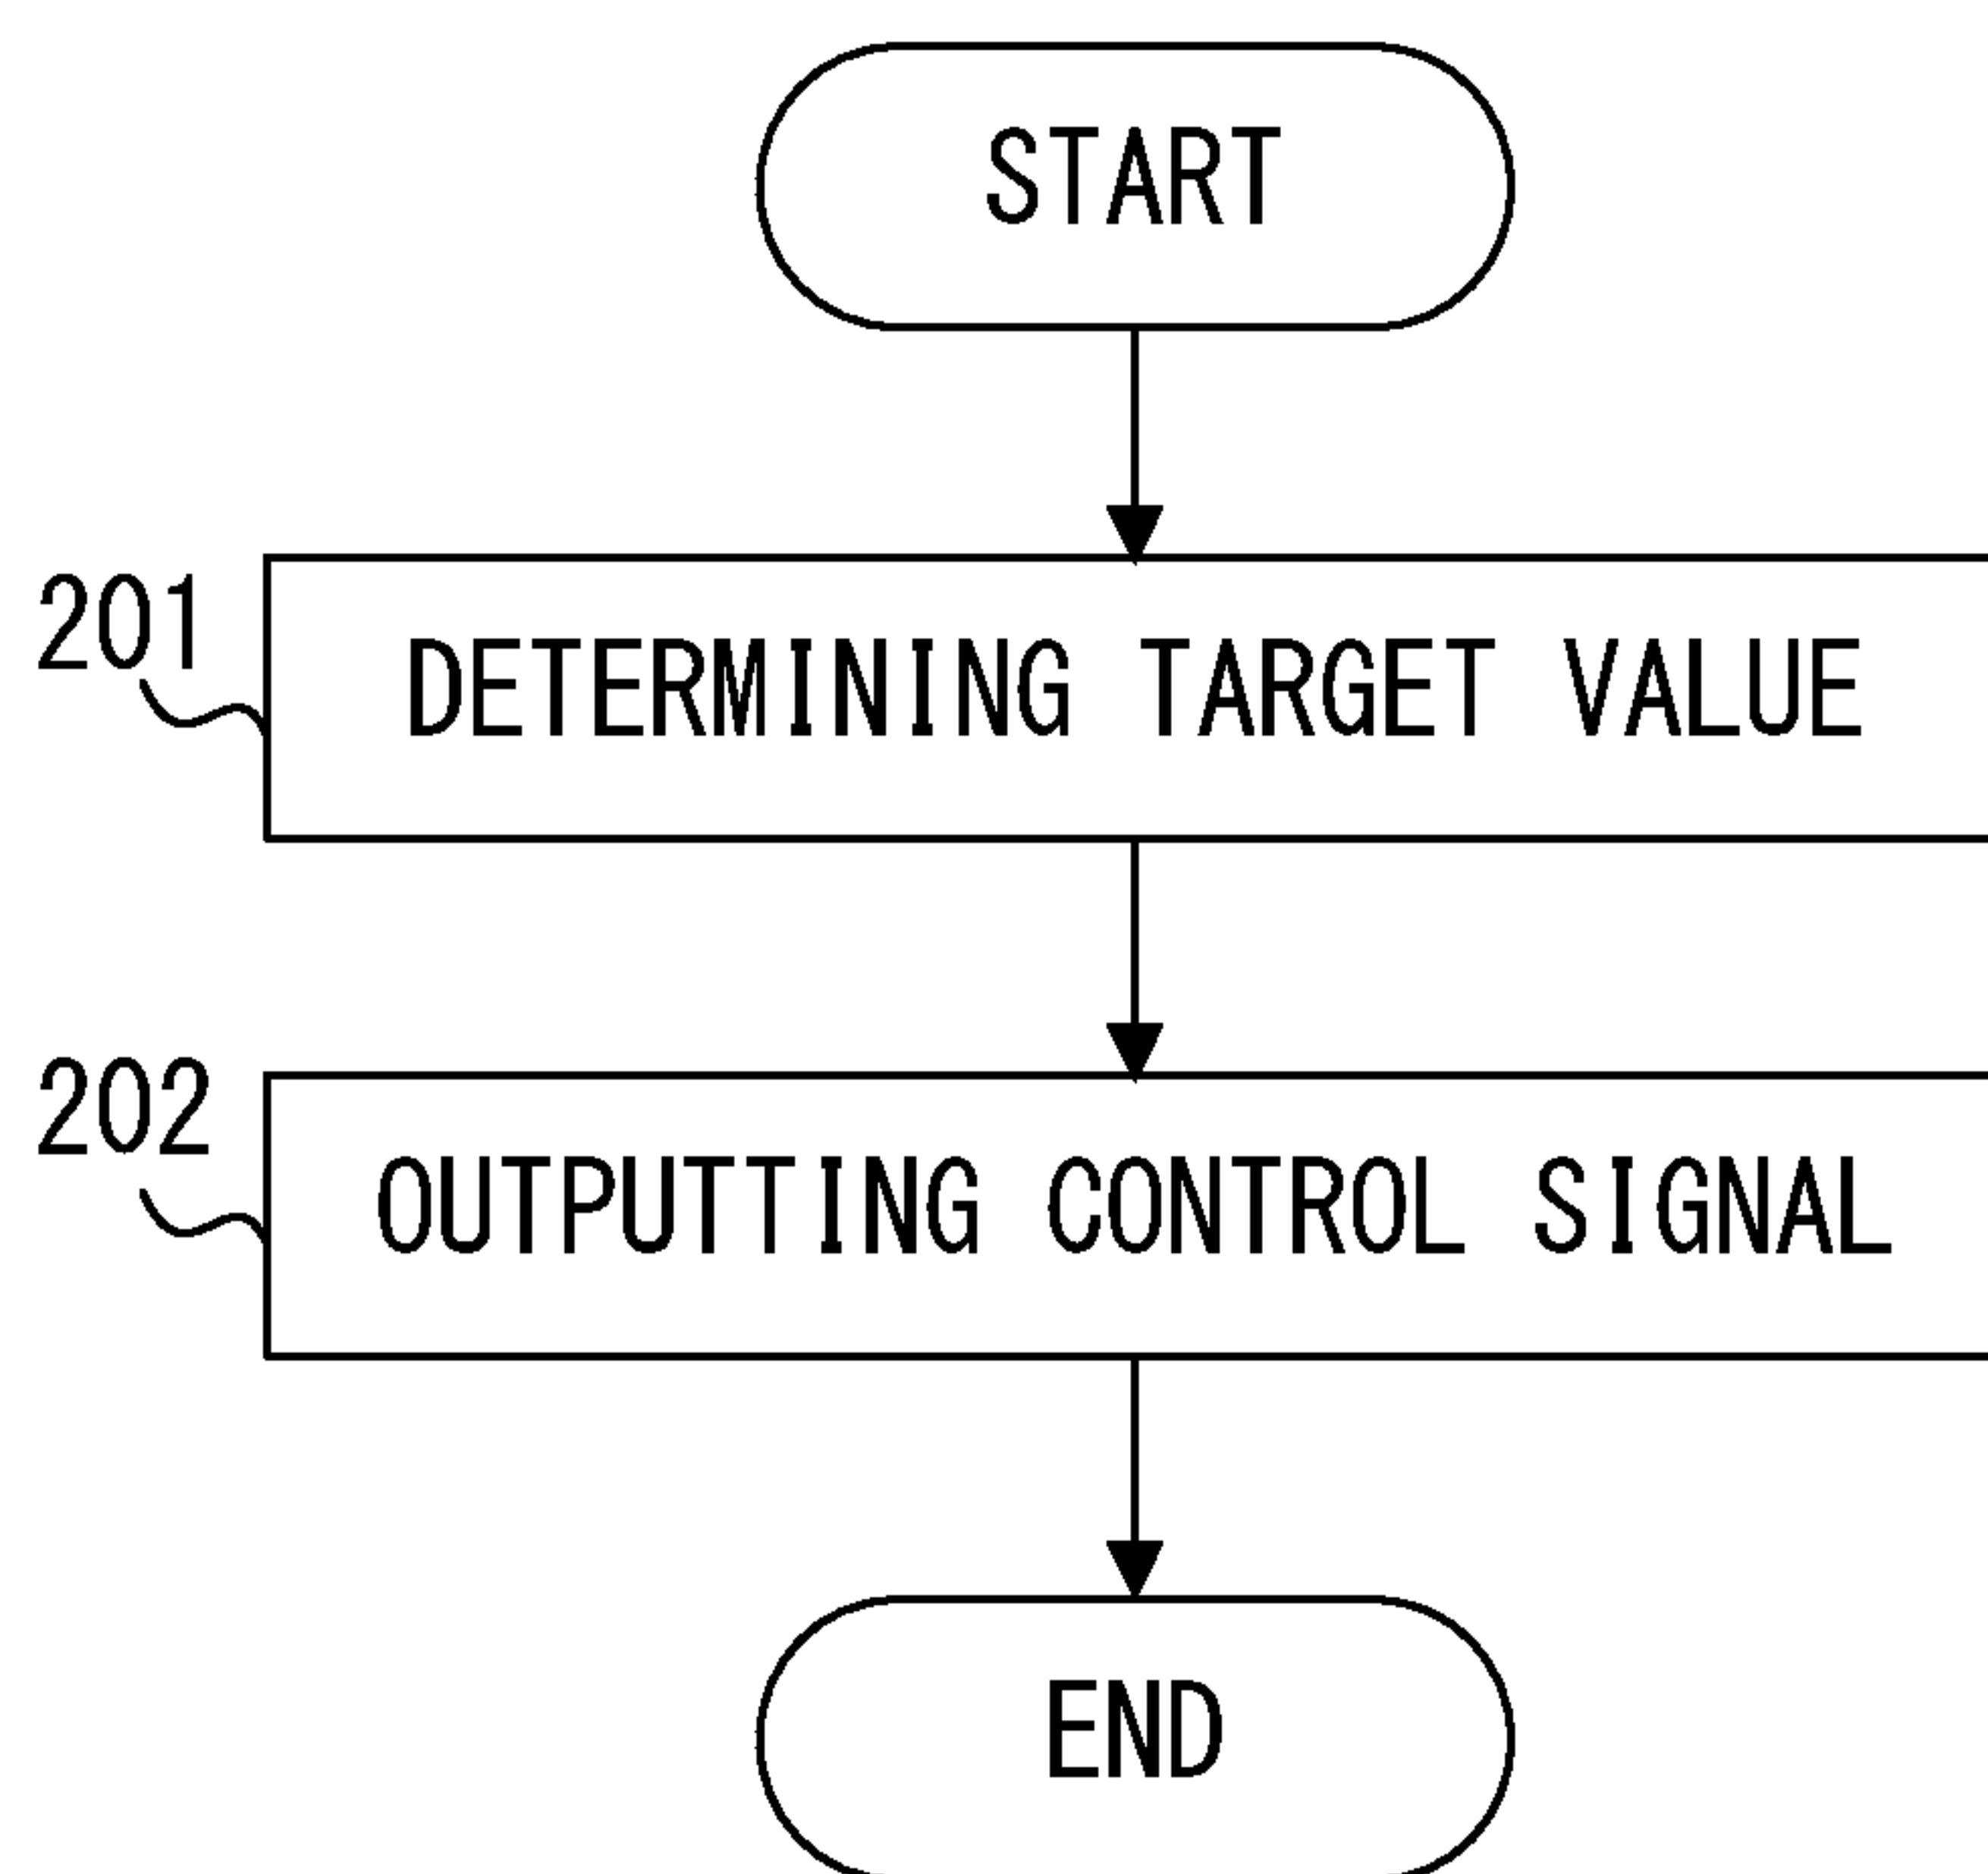 START
201
DETERMINING TARGET VALUE
202
OUTPUTTING CONTROL SIGNAL
END